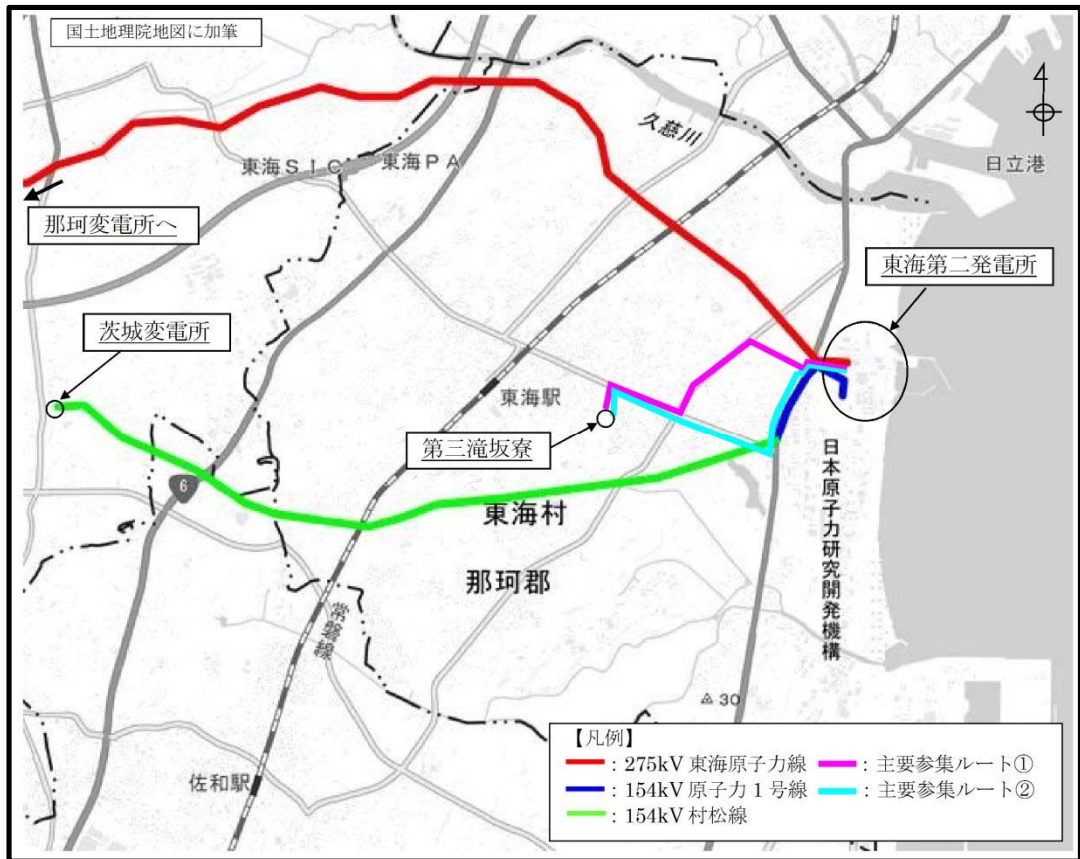 国土地理院地図に加筆
4
久慈川
東海SIC
東海PA
日立港
那珂変電所へ
東海第二発電所
茨城変電所
東海駅
第三滝坂寮
6
東海村
日本原子力研究開発機構
那珂郡
常磐線
30
佐和駅
【凡例】
:275kV 東海原子力線
:主要参集ルート①
:154kV 原子力1号線
:主要参集ルート②
:154kV 村松線